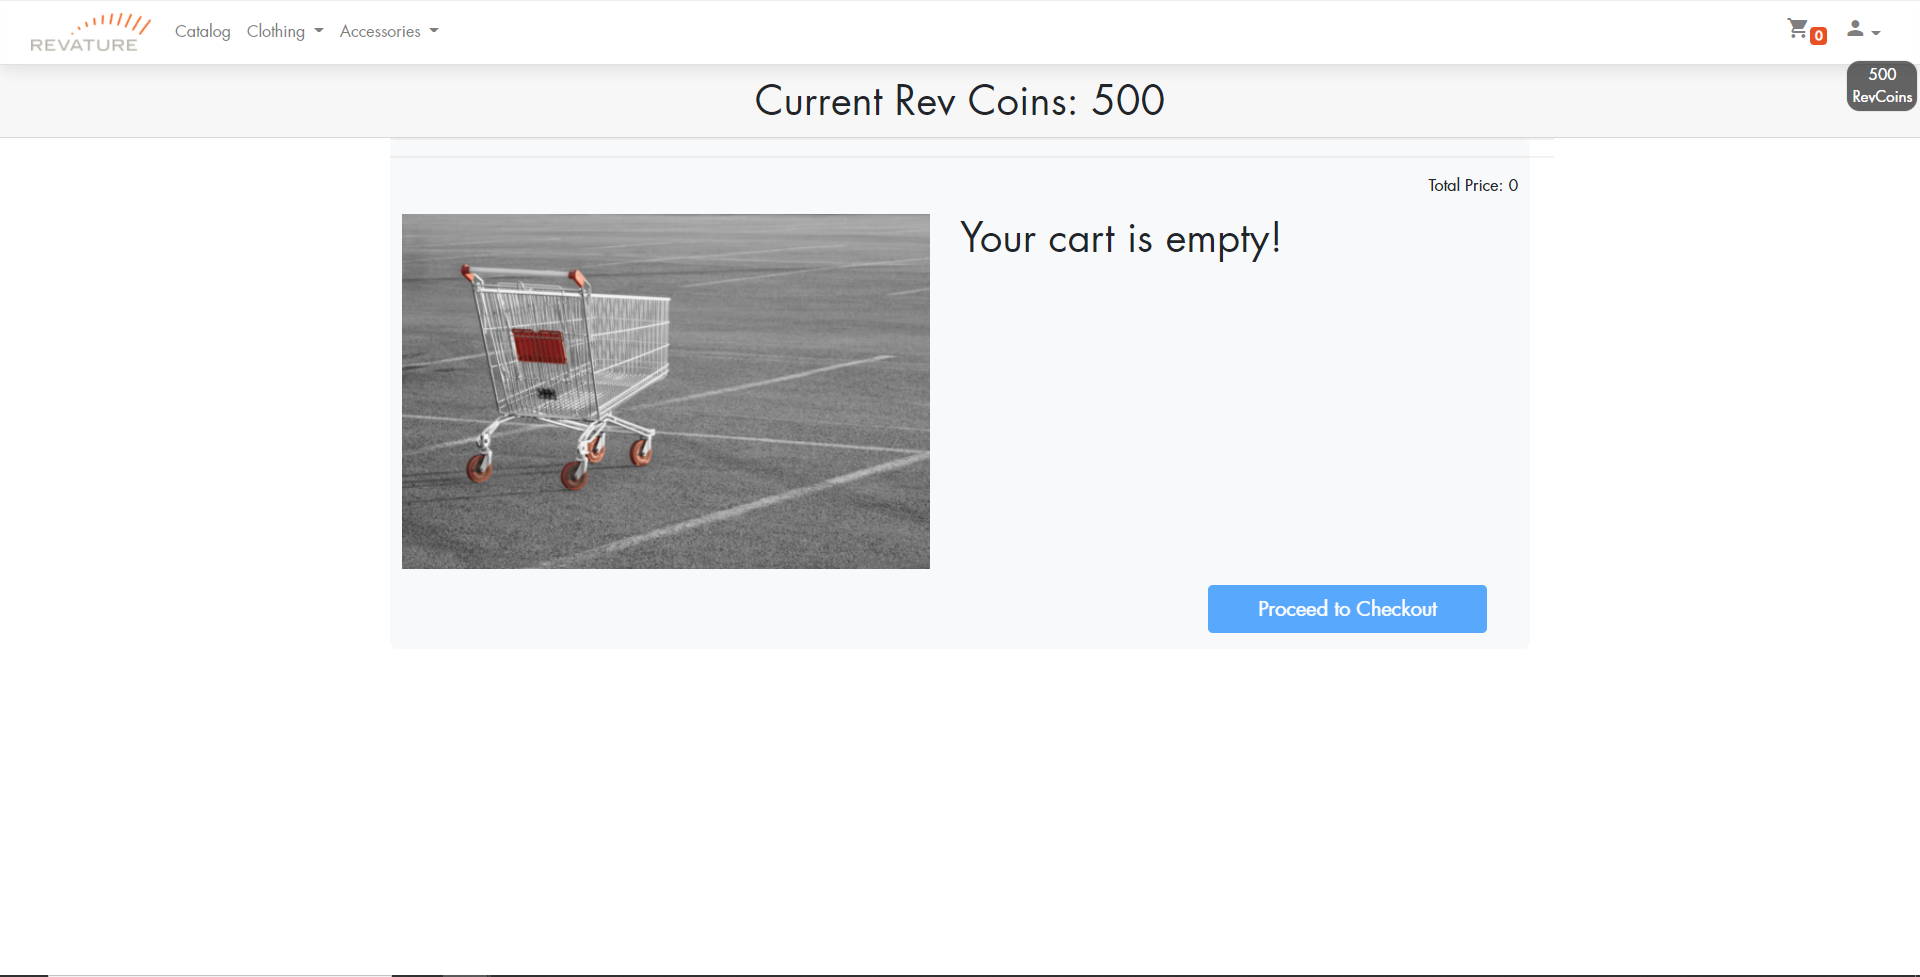 REVATURE
Catalog
Clothing
Accessories
0
500
RevCoins
Current Rev Coins: 500
Total Price: 0
Your cart is empty!
Proceed to Checkout